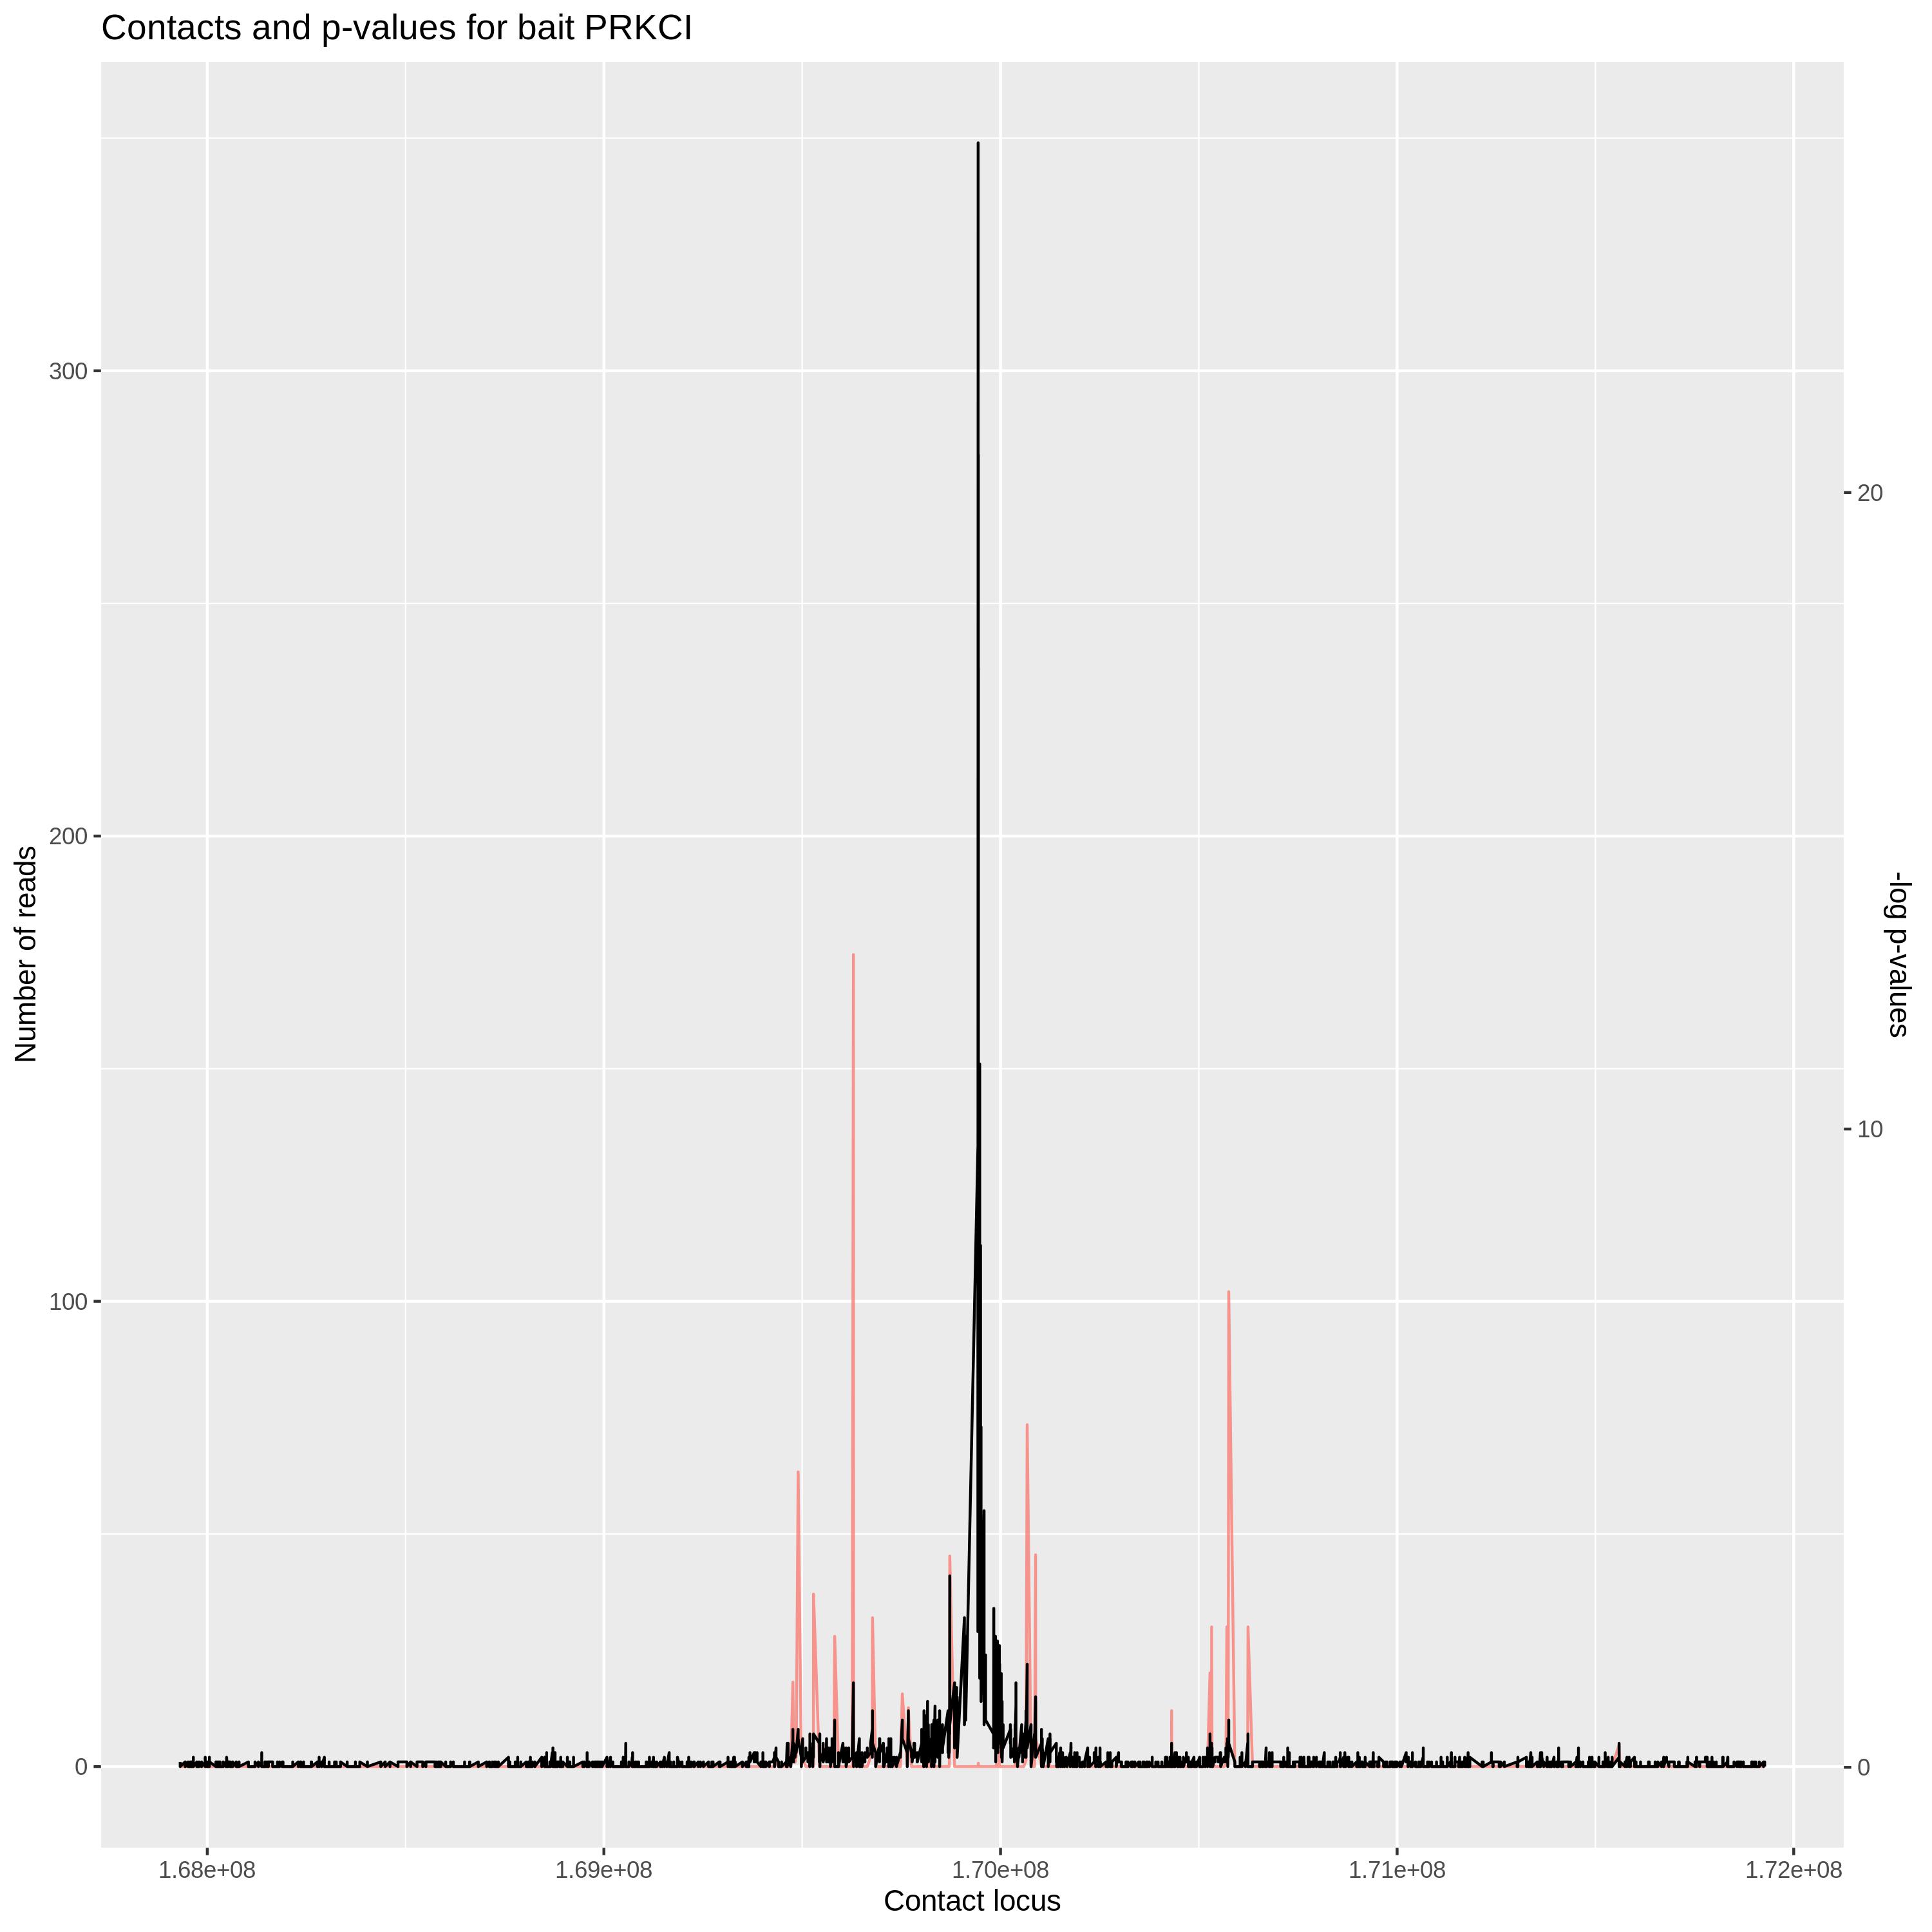 Contacts and p-values for bait PRKCI
300
200
100
0
Number of reads
20
10
0
-log p-values
1.68e+08 1.69e+08 1.70e+08 1.71e+08 1.72e+08
Contact locus